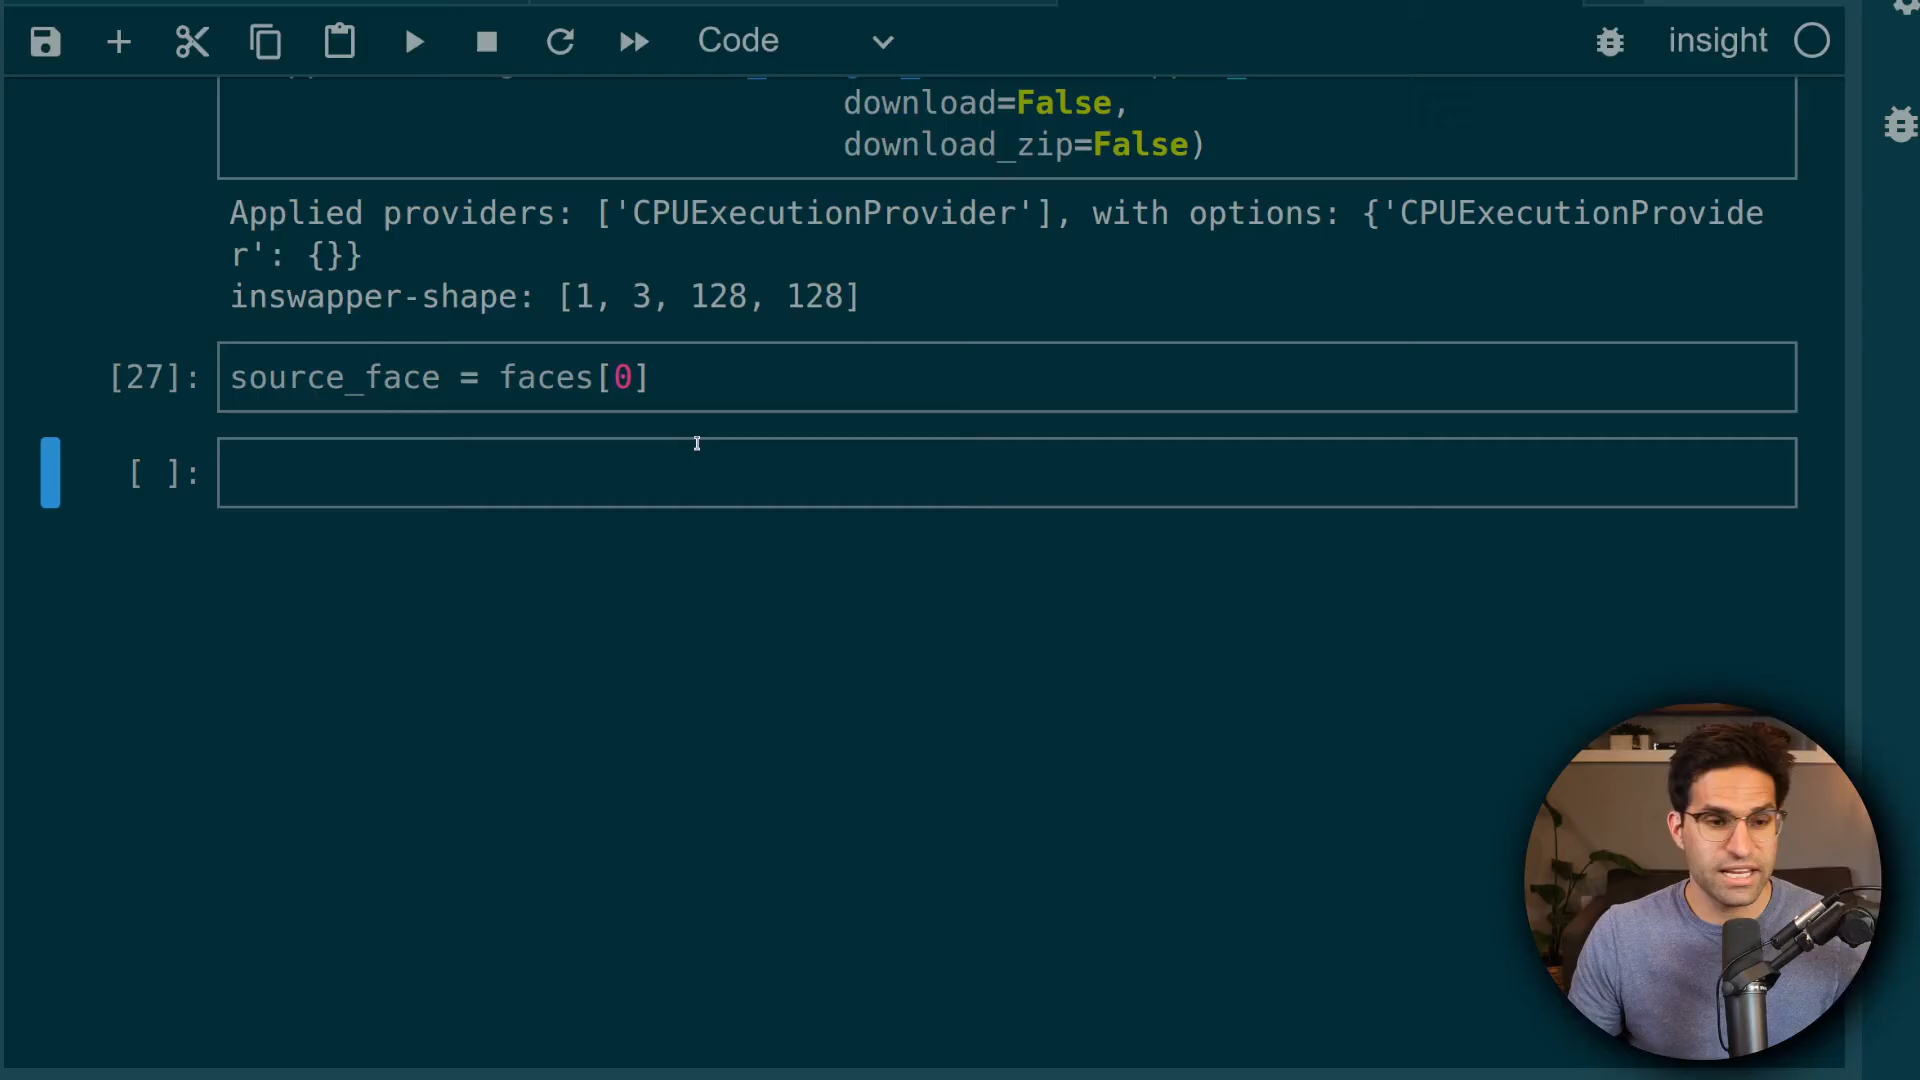 Code
insight
download=False,
download_zip=False)
Applied providers: ['CPUExecutionProvider'], with options: {'CPUExecutionProvide
r': {}}
inswapper-shape: [1, 3, 128, 128]
[27]: source_face = faces[0]
[ ]: